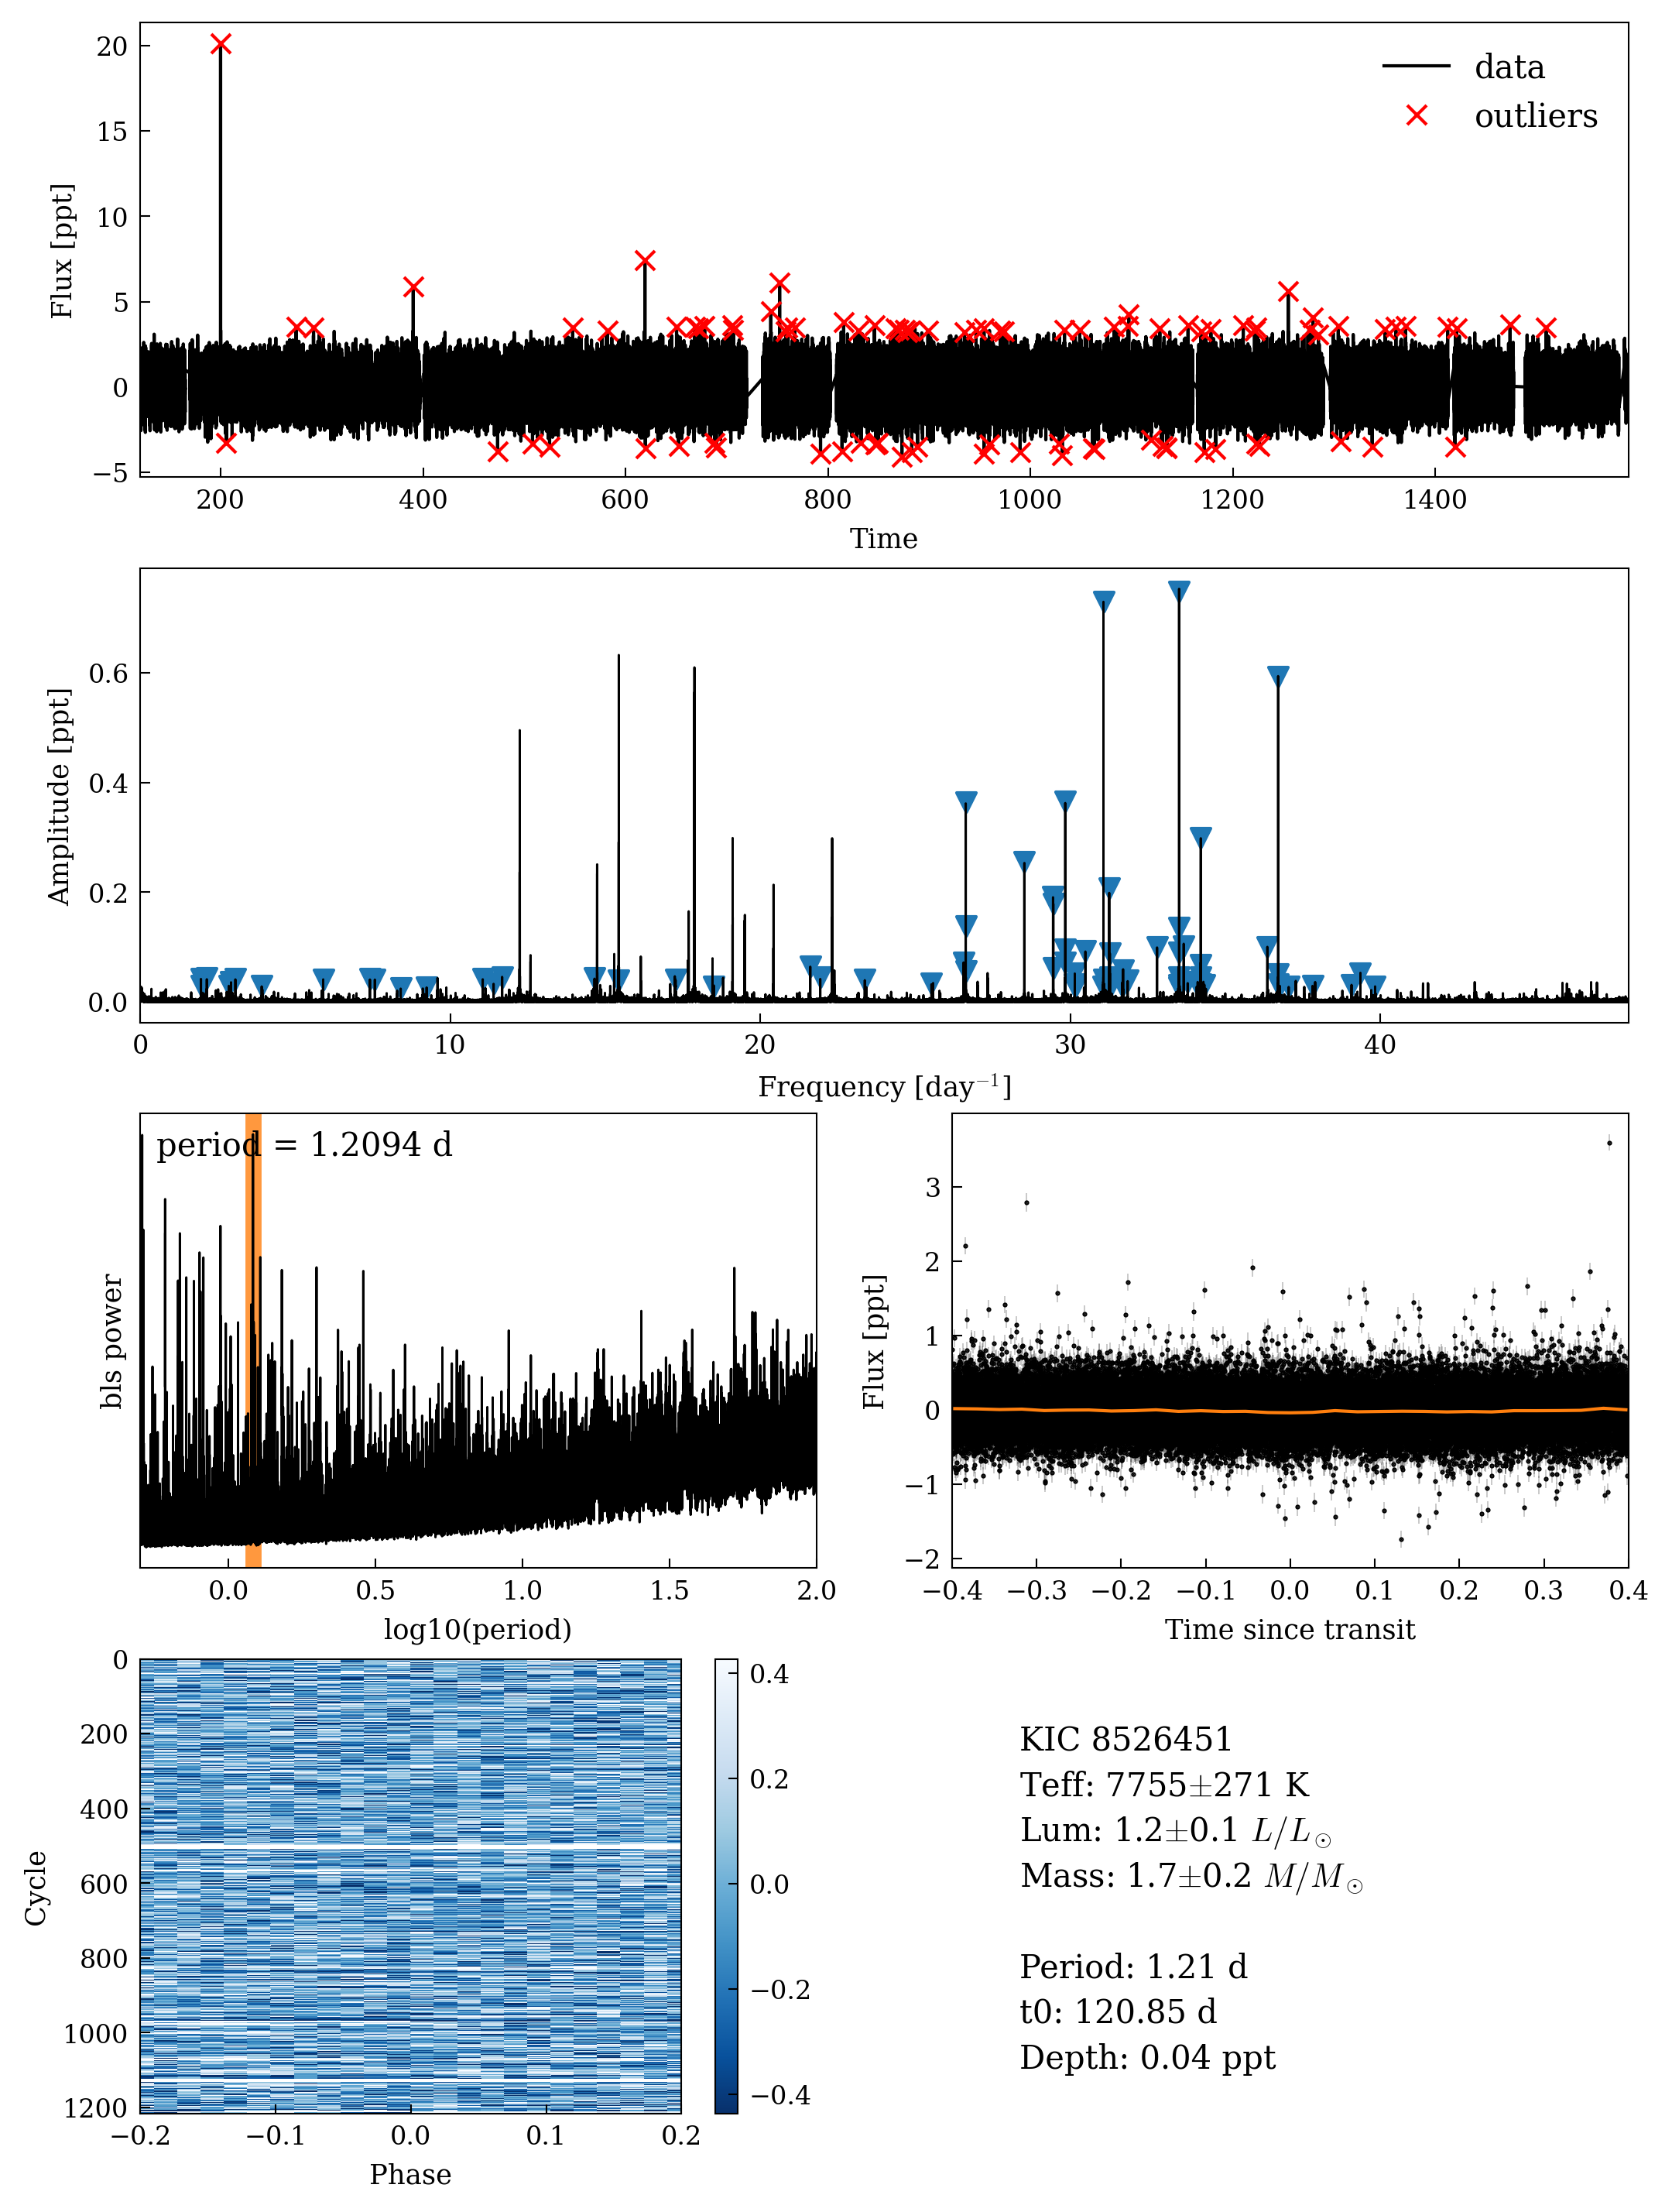 20
15
10
5
0
−5
Flux [ppt]
data
outliers
200
400
600
800
1000
1200
1400
Time
0.6
0.4
0.2
0.0
Amplitude [ppt]
0
10
20
30
40
Frequency [day⁻¹]
period = 1.2094 d
bls power
0.0
0.5
1.0
1.5
2.0
log10(period)
3
2
1
0
−1
−2
Flux [ppt]
−0.4
−0.3
−0.2
−0.1
0.0
0.1
0.2
0.3
0.4
Time since transit
0
200
400
600
800
1000
1200
Cycle
−0.2
−0.1
0.0
0.1
0.2
Phase
0.4
0.2
0.0
−0.2
−0.4
KIC 8526451
Teff: 7755±271 K
Lum: 1.2±0.1 L/L⊙
Mass: 1.7±0.2 M/M⊙
Period: 1.21 d
t0: 120.85 d
Depth: 0.04 ppt